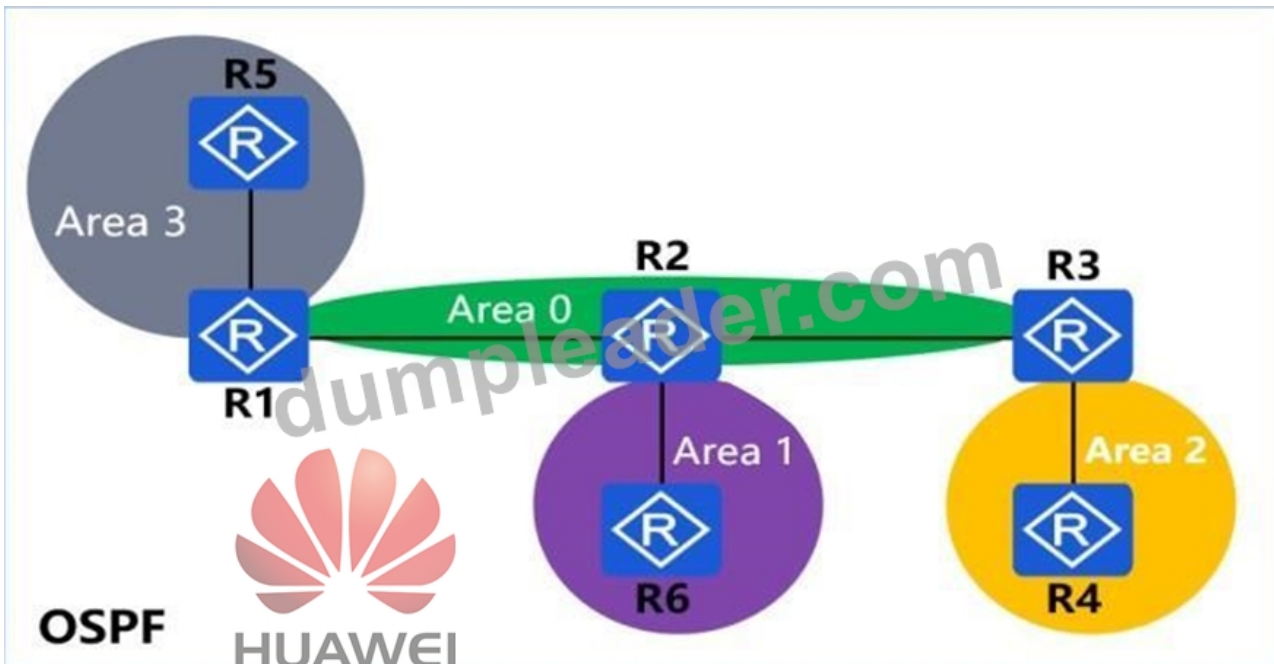 R5
R
Area 3
R2
R3
Area 0
R
R
R
R1
dumpleader.com
Area 1
Area 2
R
R
R6
R4
OSPF
HUAWEI